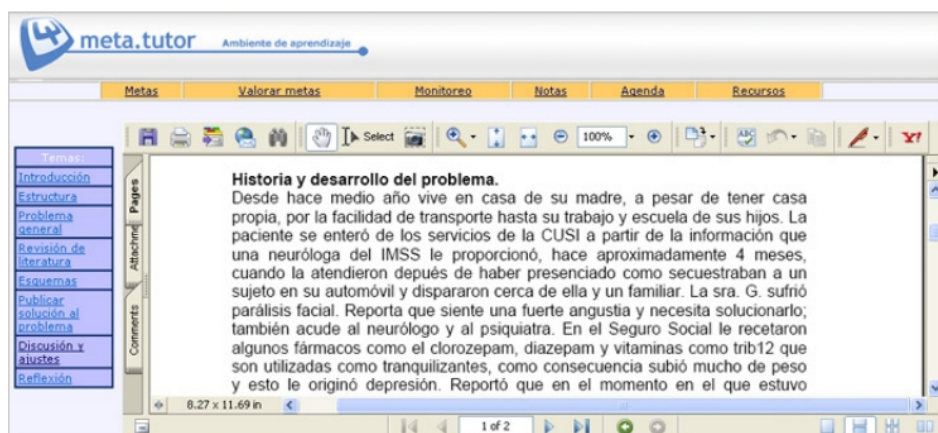 meta.tutor Ambiente de aprendizaje
Metas Valorar metas Monitoreo Notas Agenda Recursos
Select 100% Y!
Temas:
Introducción
Estructura
Problema
general
Revisión de
literatura
Esquemas
Publicar
solución al
problema
Discusión y
ajustes
Reflexión
Pages
Attachme
Comments
Historia y desarrollo del problema.
Desde hace medio año vive en casa de su madre, a pesar de tener casa
propia, por la facilidad de transporte hasta su trabajo y escuela de sus hijos. La
paciente se enteró de los servicios de la CUSI a partir de la información que
una neuróloga del IMSS le proporcionó, hace aproximadamente 4 meses,
cuando la atendieron depués de haber presenciado como secuestraban a un
sujeto en su automóvil y dispararon cerca de ella y un familiar. La sra. G. sufrió
parálisis facial. Reporta que siente una fuerte angustia y necesita solucionarlo;
también acude al neurólogo y al psiquiatra. En el Seguro Social le recetaron
algunos fármacos como el clorozepam, diazepam y vitaminas como trib12 que
son utilizadas como tranquilizantes, como consecuencia subió mucho de peso
y esto le originó depresión. Reportó que en el momento en el que estuvo
8.27 x 11.69 in
1 of 2